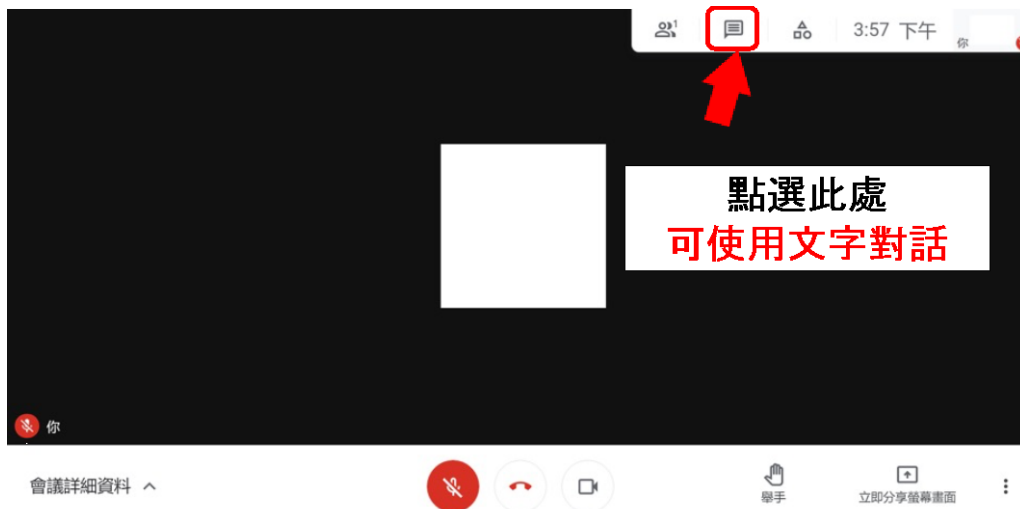 1
3:57 下午
你
點選此處
可使用文字對話
你
會議詳細資料
舉手
立即分享螢幕畫面